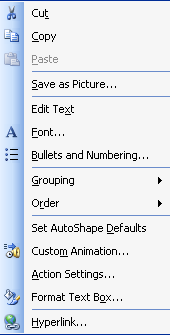 Cut
Copy
Paste
Save as Picture...
Edit Text
Font...
Bullets and Numbering...
Grouping
Order
Set AutoShape Defaults
Custom Animation...
Action Settings...
Format Text Box...
Hyperlink...